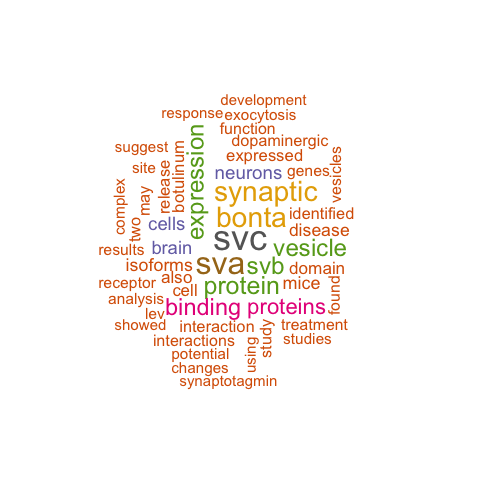 development
response exocytosis
function
dopaminergic
suggest
expressed
expression
botulinum
site
release
neurons
genes
vesicles
synaptic
complex
may
two
cells
bonta
identified
svc
disease
results
brain
vesicle
isoforms
sva
svb
domain
receptor
also
cell
protein
mice
analysis
found
lev
binding proteins
showed
interaction
treatment
interactions
using
study
studies
potential
changes
synaptotagmin